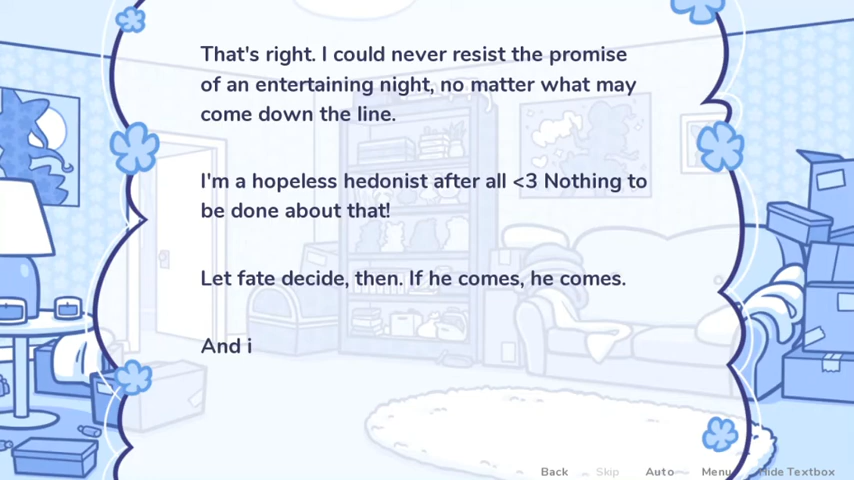 That's right. I could never resist the promise
of an entertaining night, no matter what may
come down the line.
I'm a hopeless hedonist after all <3 Nothing to
be done about that!
Let fate decide, then. If he comes, he comes.
And i
Back Skip Auto Menu Hide Textbox